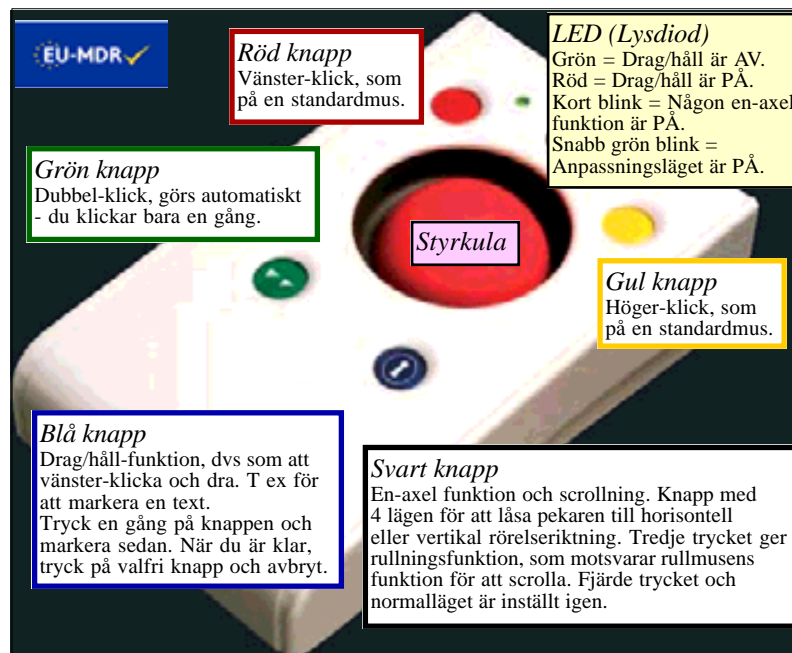 EU-MDR
Röd knapp
Vänster-klick, som
på en standardmus.
LED (Lysdiod)
Grön = Drag/håll är AV.
Röd = Drag/håll är PÅ.
Kort blink = Någon en-axel
funktion är PÅ.
Snabb grön blink =
Anpassningsläget är PÅ.
Grön knapp
Dubbel-klick, görs automatiskt
- du klickar bara en gång.
Styrkula
Gul knapp
Höger-klick, som
på en standardmus.
Blå knapp
Drag/håll-funktion, dvs som att
vänster-klicka och dra. T ex för
att markera en text.
Tryck en gång på knappen och
markera sedan. När du är klar,
tryck på valfri knapp och avbryt.
Svart knapp
En-axel funktion och scrollning. Knapp med
4 lägen för att låsa pekaren till horisontell
eller vertikal rörelseriktning. Tredje trycket ger
rullningsfunktion, som motsvarar rullmusens
funktion för att scrolla. Fjärde trycket och
normalläget är inställt igen.